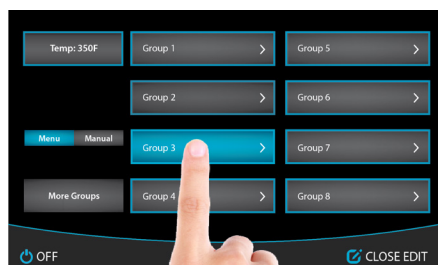 Temp: 350F
Group 1
Group 5
Group 2
Group 6
Menu Manual
Group 3
Group 7
More Groups
Group 4
Group 8
OFF
CLOSE EDIT